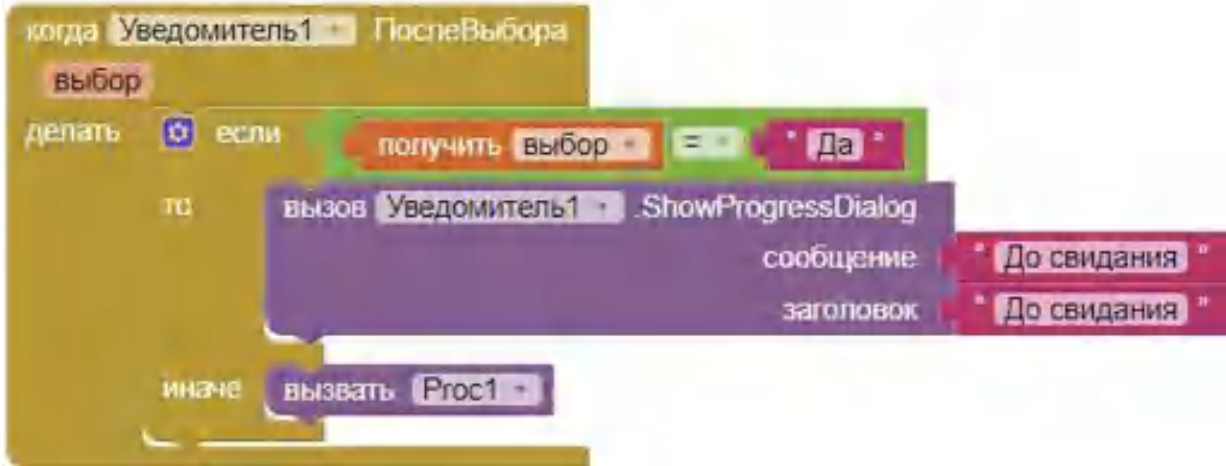 когда Уведомитель1 .ПослеВыбора
выбор
делать если получить выбор = " Да "
то вызов Уведомитель1 .ShowProgressDialog
сообщение " До свидания "
заголовок " До свидания "
иначе вызвать Proc1